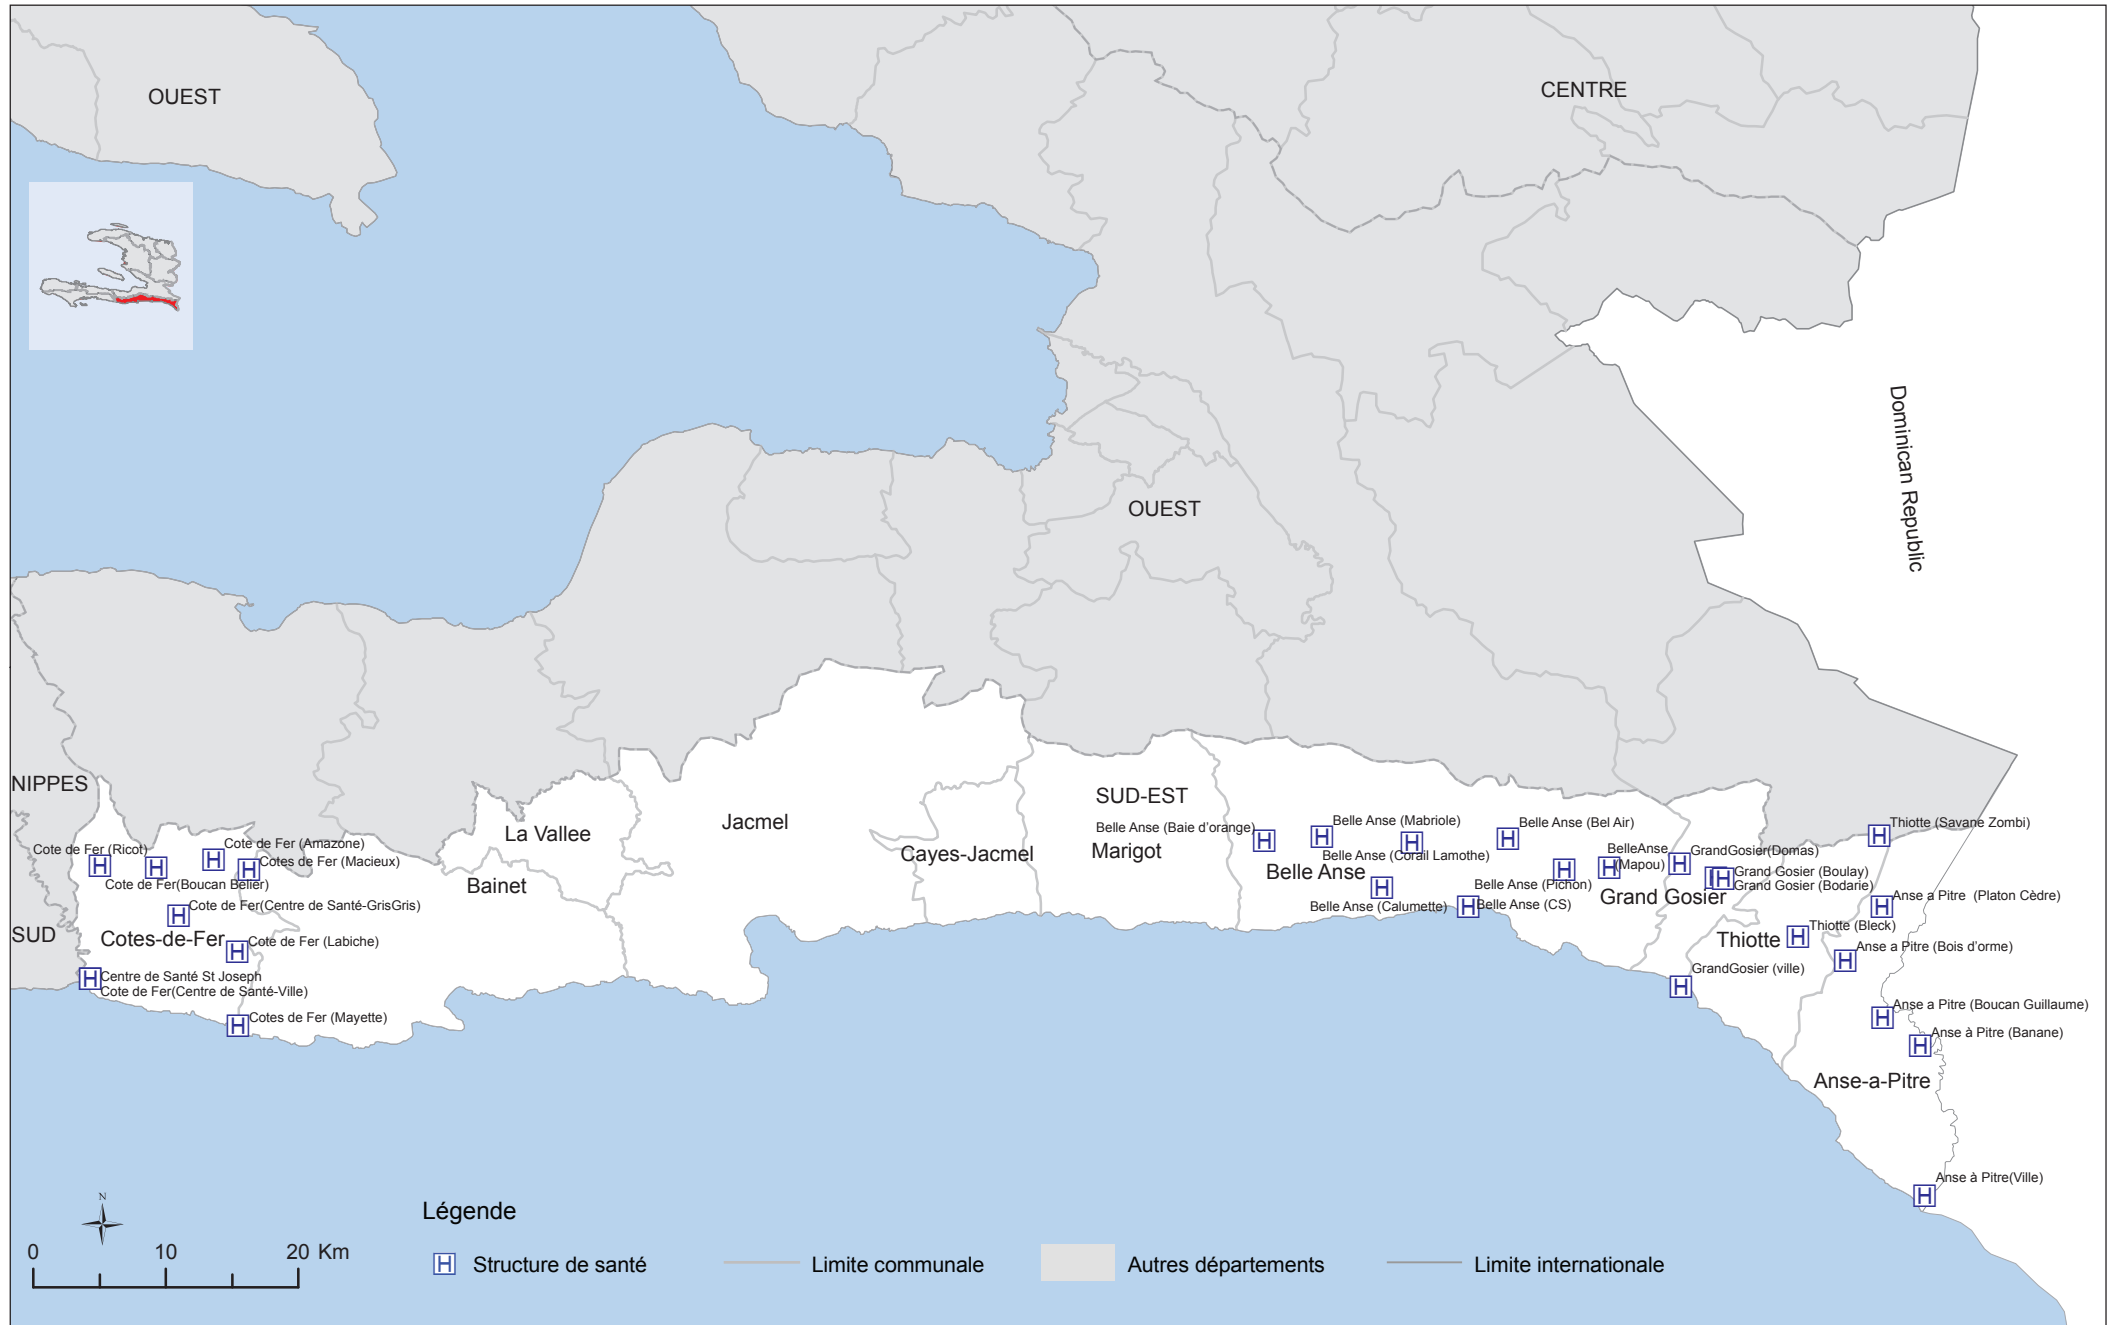 OUEST
CENTRE
Dominican Republic
OUEST
NIPPES
SUD
SUD-EST
La Vallee
Jacmel
Bainet
Cayes-Jacmel
Marigot
Belle Anse
Grand Gosier
Thiotte
Cotes-de-Fer
Anse-a-Pitre
Cote de Fer (Ricot)
Cote de Fer (Amazone)
Cotes de Fer (Macieux)
Cote de Fer(Boucan Belier)
Cote de Fer(Centre de Santé-GrisGris)
Cote de Fer (Labiche)
Centre de Santé St Joseph
Cote de Fer(Centre de Santé-Ville)
Cotes de Fer (Mayette)
Belle Anse (Baie d'orange)
Belle Anse (Mabriole)
Belle Anse (Corail Lamothe)
Belle Anse (Bel Air)
Belle Anse (Calumette)
Belle Anse (Pichon)
Belle Anse (CS)
BelleAnse
(Mapou)
GrandGosier(Domas)
Grand Gosier (Boulay)
Grand Gosier (Bodarie)
GrandGosier (ville)
Thiotte (Savane Zombi)
Thiotte (Bleck)
Anse a Pitre (Platon Cèdre)
Anse a Pitre (Bois d'orme)
Anse a Pitre (Boucan Guillaume)
Anse à Pitre (Banane)
Anse à Pitre(Ville)
N
0 10 20 Km
Légende
H Structure de santé
Limite communale
Autres départements
Limite internationale